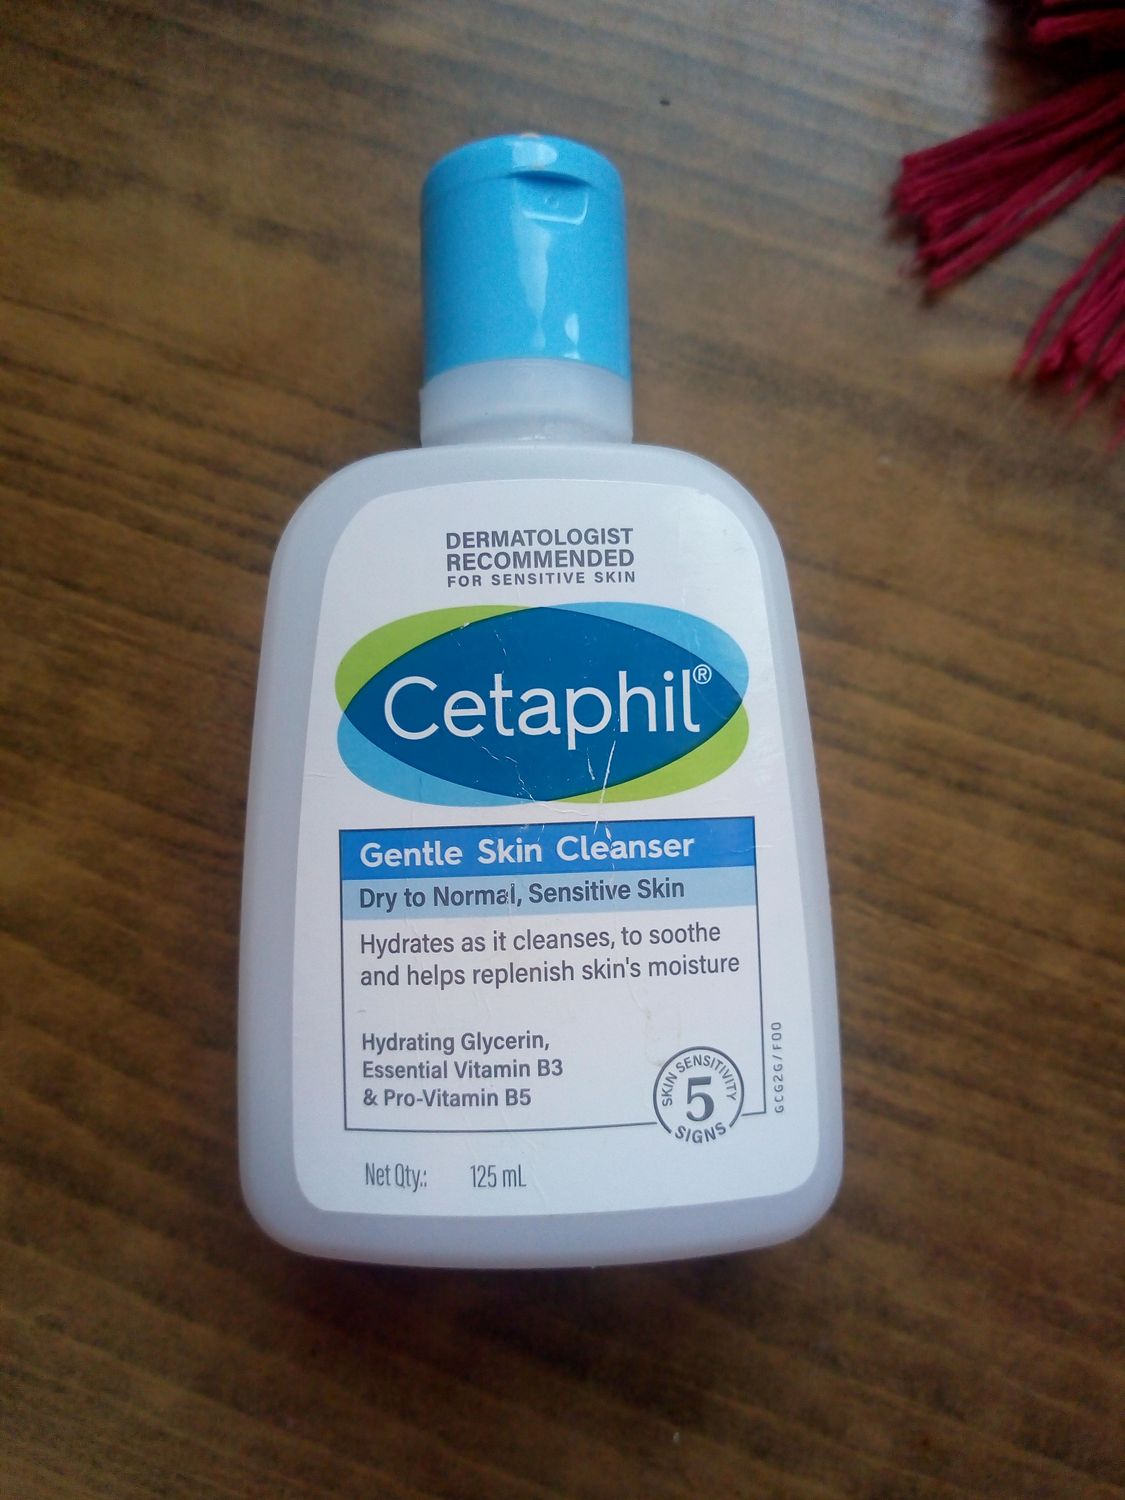 DERMATOLOGIST
RECOMMENDED
FOR SENSITIVE SKIN
Cetaphil®
Gentle Skin Cleanser
Dry to Normal, Sensitive Skin
Hydrates as it cleanses, to soothe
and helps replenish skin's moisture
Hydrating Glycerin,
Essential Vitamin B3
& Pro-Vitamin B5
SKIN SENSITIVITY
5
SIGNS
GCG2G/F00
Net Qty.: 125 mL